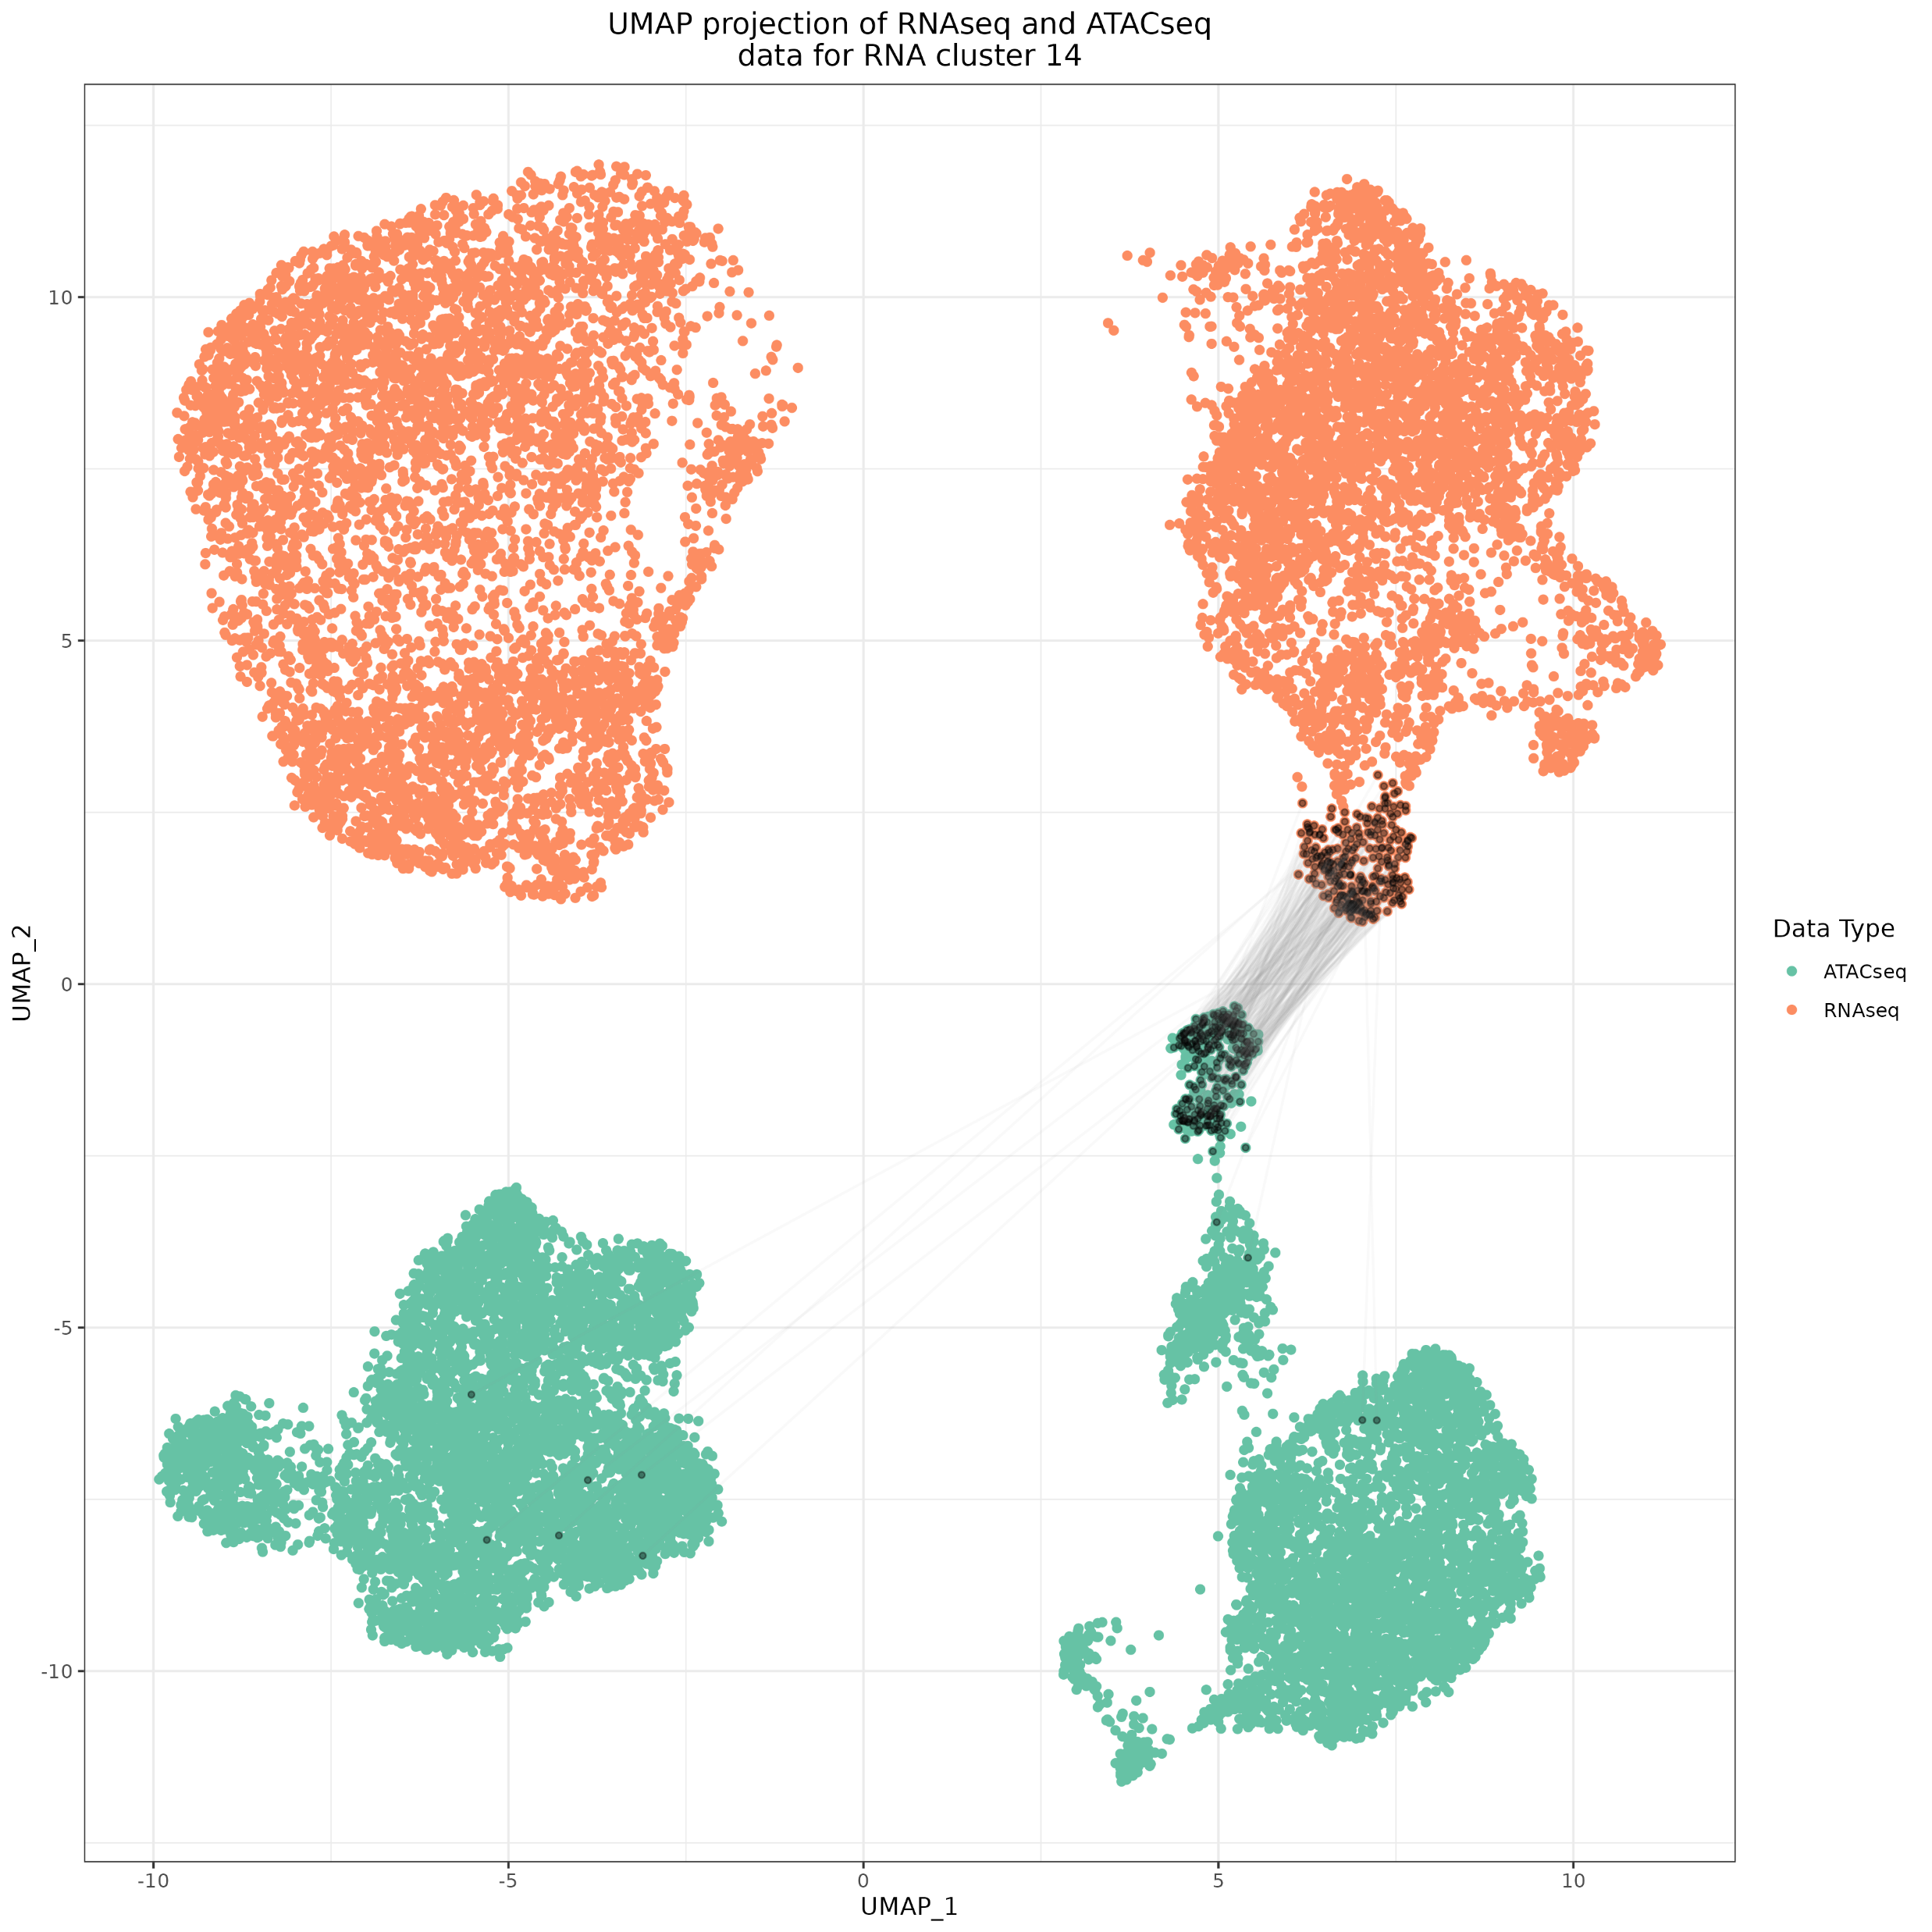 UMAP projection of RNAseq and ATACseq
data for RNA cluster 14
10
5
0
-5
-10
UMAP_2
-10
-5
0
5
10
UMAP_1
Data Type
ATACseq
RNAseq